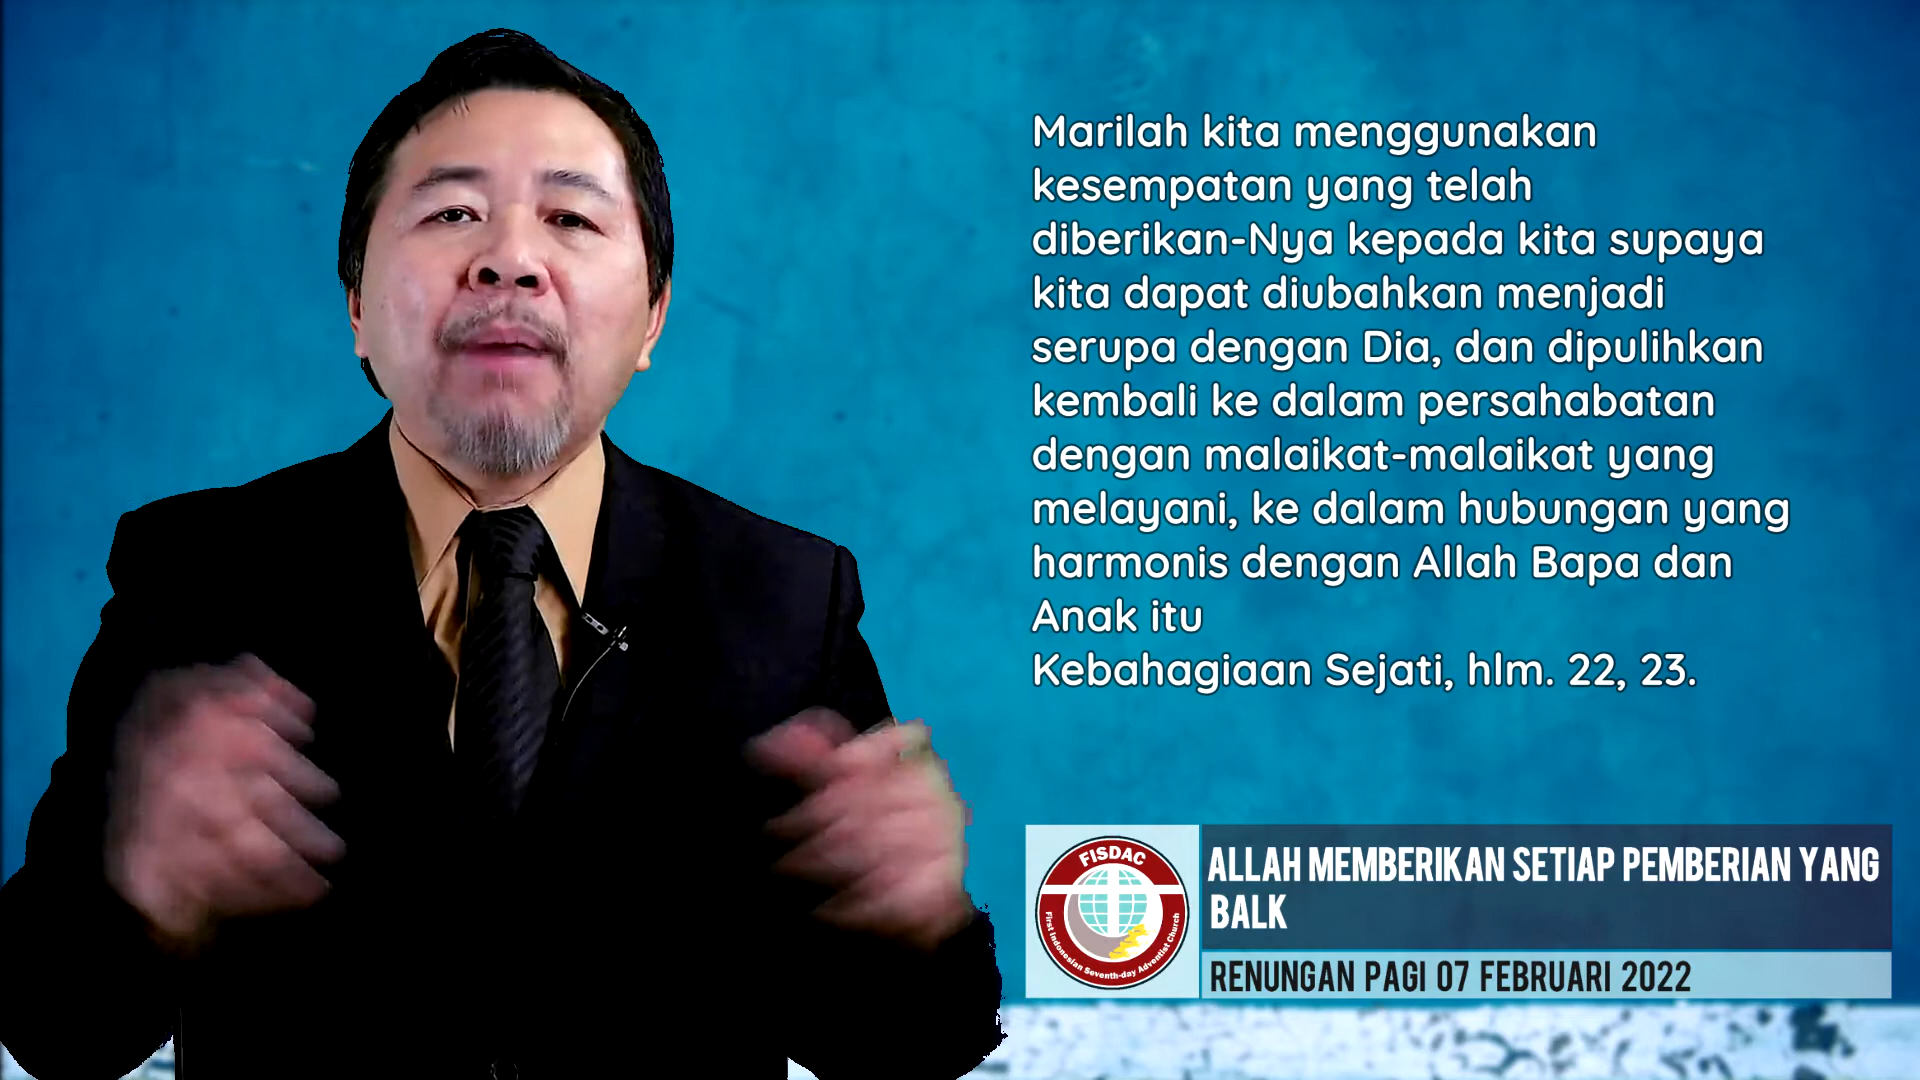 Marilah kita menggunakan
kesempatan yang telah
diberikan-Nya kepada kita supaya
kita dapat diubahkan menjadi
serupa dengan Dia, dan dipulihkan
kembali ke dalam persahabatan
dengan malaikat-malaikat yang
melayani, ke dalam hubungan yang
harmonis dengan Allah Bapa dan
Anak itu
Kebahagiaan Sejati, hlm. 22, 23.
FISDAC
First Indonesian Seventh-day Adventist Church
ALLAH MEMBERIKAN SETIAP PEMBERIAN YANG
BALK
RENUNGAN PAGI 07 FEBRUARI 2022